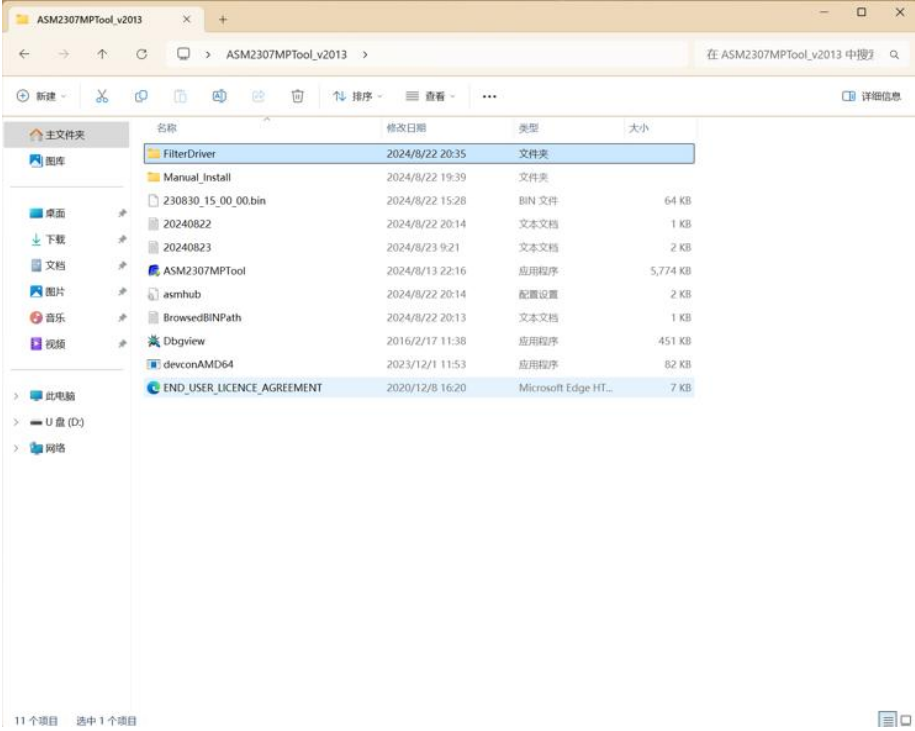 ASM2307MPTool_v2013
ASM2307MPTool_v2013
在 ASM2307MPTool_v2013 中搜
新建
排序
查看
详细信息
主文件夹
图库
桌面
下载
文档
图片
音乐
视频
此电脑
U 盘 (D:)
网络
名称 修改日期 类型 大小
FilterDriver 2024/8/22 20:35 文件夹
Manual_Install 2024/8/22 19:39 文件夹
230830_15_00_00.bin 2024/8/22 15:28 BIN 文件 64 KB
20240822 2024/8/22 20:14 文本文档 1 KB
20240823 2024/8/23 9:21 文本文档 2 KB
ASM2307MPTool 2024/8/13 22:16 应用程序 5,774 KB
asmhub 2024/8/22 20:14 配置设置 2 KB
BrowsedBINPath 2024/8/22 20:13 文本文档 1 KB
Dbgview 2016/2/17 11:38 应用程序 451 KB
devconAMD64 2023/12/1 11:53 应用程序 82 KB
END_USER_LICENCE_AGREEMENT 2020/12/8 16:20 Microsoft Edge HT... 7 KB
11 个项目 选中 1 个项目